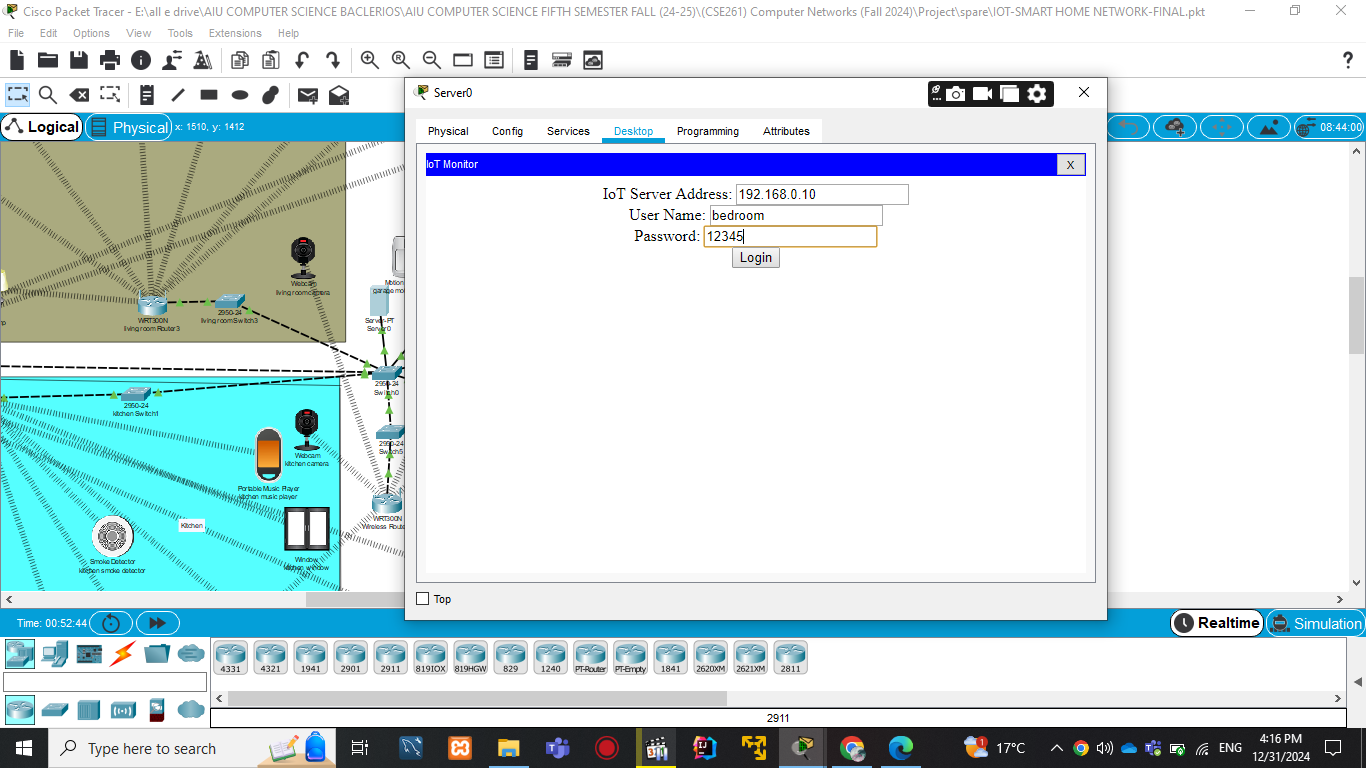 Cisco Packet Tracer - E:\all e drive\AIU COMPUTER SCIENCE BACLERIOS\AIU COMPUTER SCIENCE FIFTH SEMESTER FALL (24-25)\(CSE261) Computer Networks (Fall 2024)\Project\spare\IOT-SMART HOME NETWORK-FINAL.pkt
File Edit Options View Tools Extensions Help
Server0
Logical Physical x: 1510, y: 1412
08:44:00
Physical Config Services Desktop Programming Attributes
IoT Monitor X
IoT Server Address: 192.168.0.10
User Name: bedroom
Password: 12345
Login
Webcam
living room camera
Motion
garage mo
WRT300N
living room Router3
2950-24
living room Switch3
Server-PT
Server0
2950-24
Switch0
2950-24
kitchen Switch1
2950-24
Switch5
Webcam
kitchen camera
Portable Music Player
kitchen music player
WRT300N
Wireless Route
Kitchen
Smoke Detector
kitchen smoke detector
Window
kitchen window
Top
Time: 00:52:44
Realtime Simulation
4331 4321 1941 2901 2911 819IOX 819HGW 829 1240 PT-Router PT-Empty 1841 2620XM 2621XM 2811
2911
Type here to search
1
17°C
ENG
4:16 PM
12/31/2024